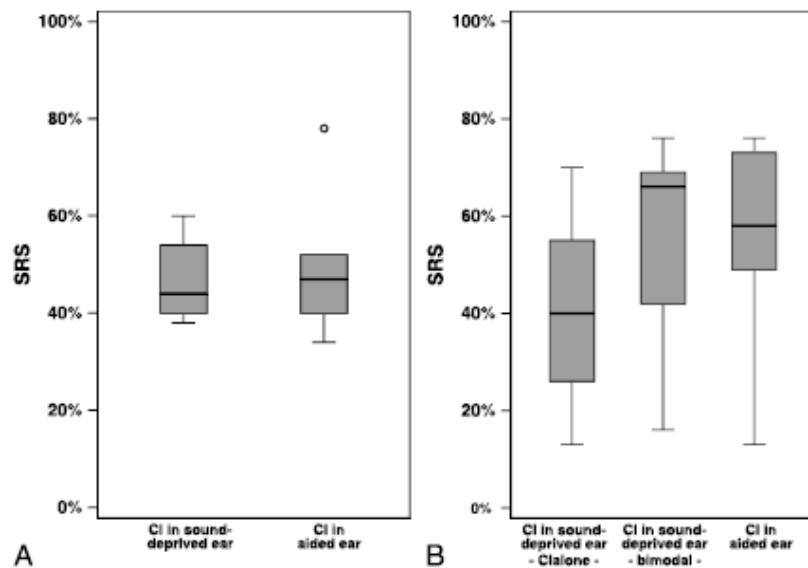 100%
80%
60%
40%
20%
0%
SRS
CI in sound-
deprived ear
CI in
aided ear
A
100%
80%
60%
40%
20%
0%
SRS
CI in sound-
deprived ear
- CIalone -
CI in sound-
deprived ear
- bimodal -
CI in
aided ear
B